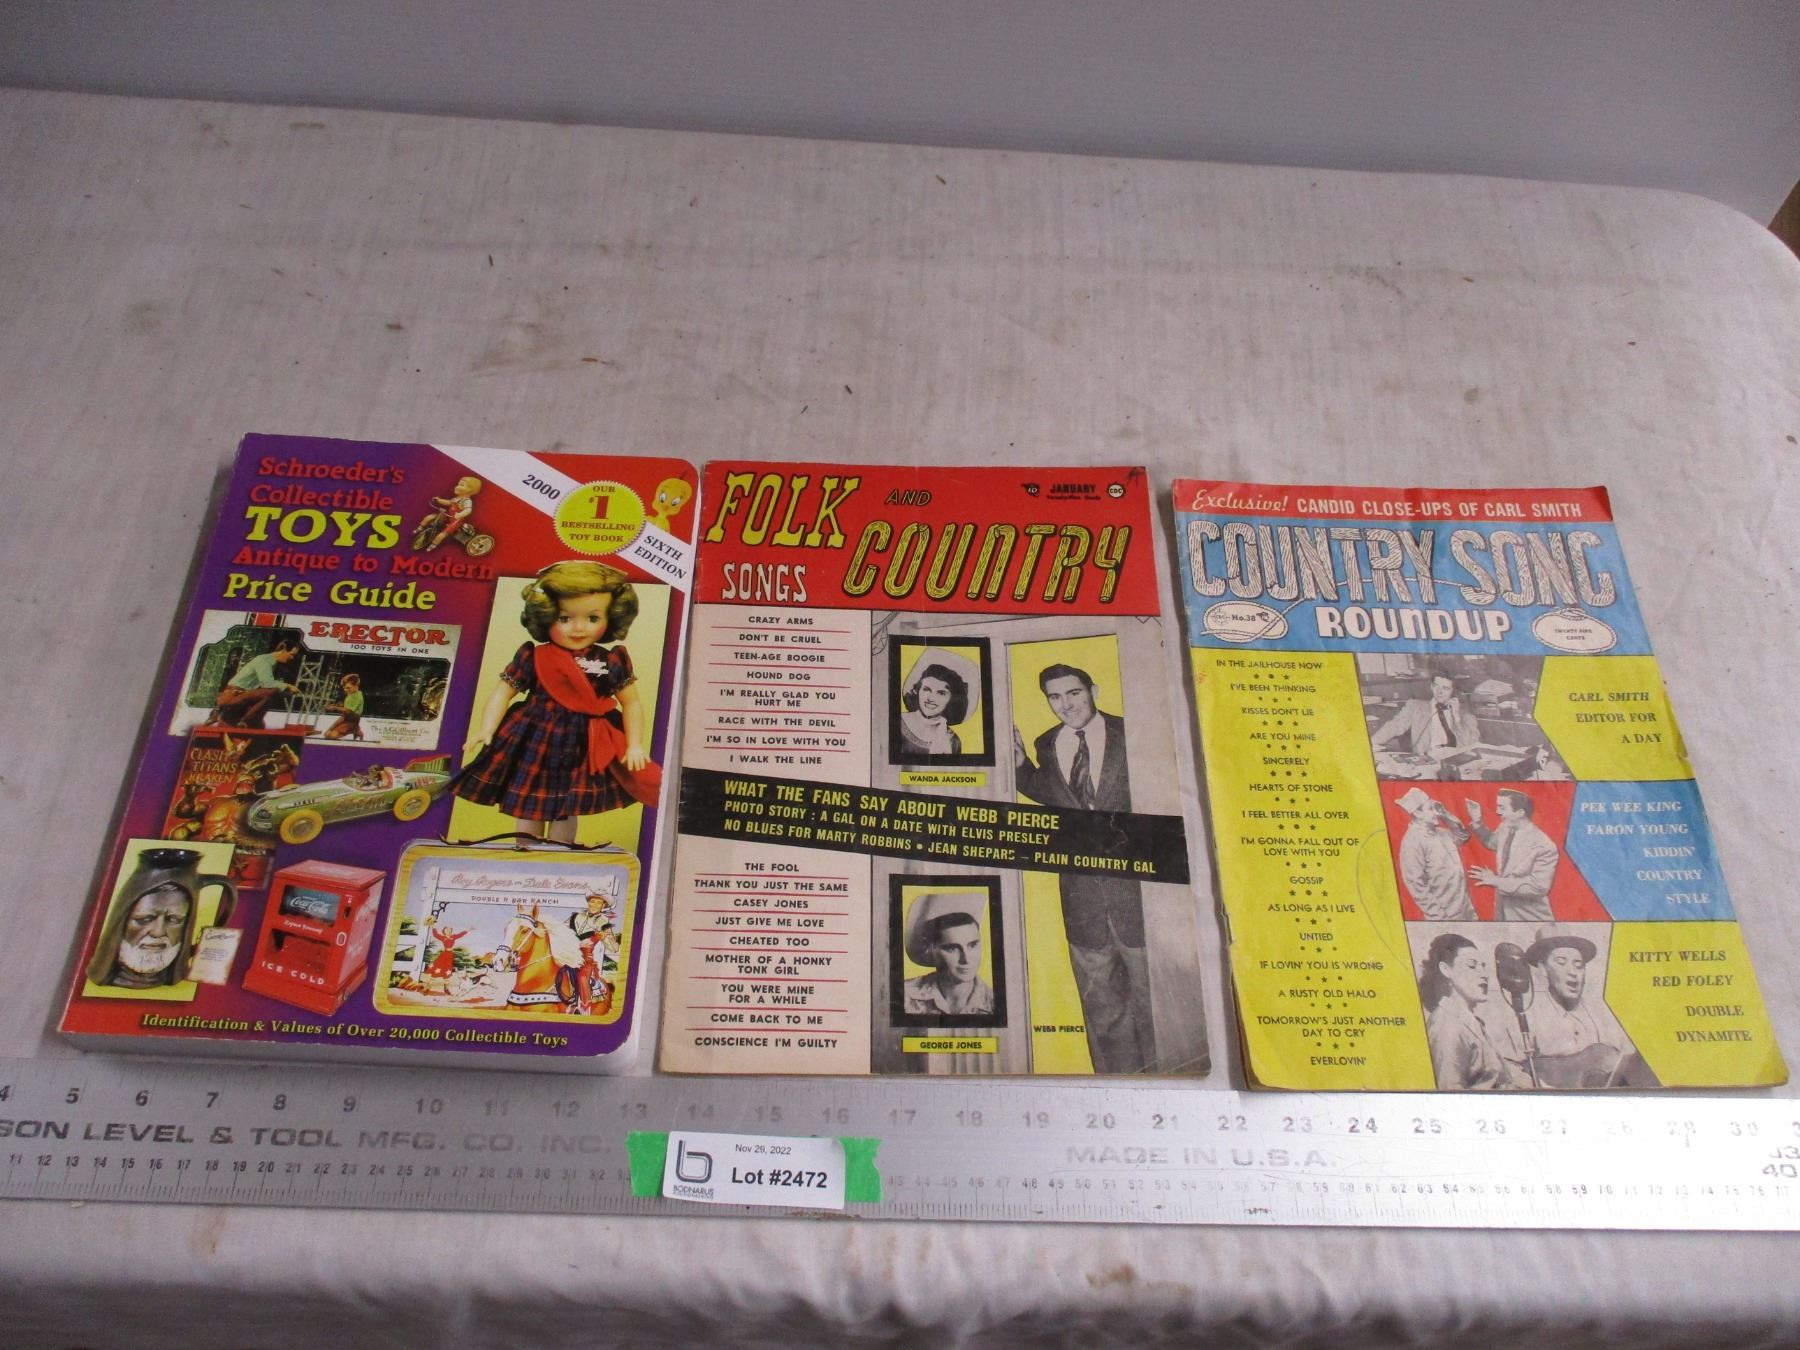 Schroeder's
Collectible
TOYS
Antique to Modern
Price Guide
2000
OUR
#1
BESTSELLING
TOY BOOK
SIXTH
EDITION
ERECTOR
100 TOYS IN ONE
CLASH
TITANS
KRAKEN
Coca-Cola
ICE COLD
Roy Rogers and Dale Evans
DOUBLE R BAR RANCH
Identification & Values of Over 20,000 Collectible Toys
FOLK AND
COUNTRY
SONGS
JANUARY
CDC
CRAZY ARMS
DON'T BE CRUEL
TEEN-AGE BOOGIE
HOUND DOG
I'M REALLY GLAD YOU
HURT ME
RACE WITH THE DEVIL
I'M SO IN LOVE WITH YOU
I WALK THE LINE
WANDA JACKSON
WHAT THE FANS SAY ABOUT WEBB PIERCE
PHOTO STORY: A GAL ON A DATE WITH ELVIS PRESLEY
NO BLUES FOR MARTY ROBBINS • JEAN SHEPARD – PLAIN COUNTRY GAL
THE FOOL
THANK YOU JUST THE SAME
CASEY JONES
JUST GIVE ME LOVE
CHEATED TOO
MOTHER OF A HONKY
TONK GIRL
YOU WERE MINE
FOR A WHILE
COME BACK TO ME
CONSCIENCE I'M GUILTY
GEORGE JONES
WEBB PIERCE
Exclusive! CANDID CLOSE-UPS OF CARL SMITH
COUNTRY SONG
ROUNDUP
No.38
TWENTY FIVE
CENTS
IN THE JAILHOUSE NOW
I'VE BEEN THINKING
KISSES DON'T LIE
ARE YOU MINE
SINCERELY
HEARTS OF STONE
I FEEL BETTER ALL OVER
I'M GONNA FALL OUT OF
LOVE WITH YOU
GOSSIP
AS LONG AS I LIVE
UNTIED
IF LOVIN' YOU IS WRONG
A RUSTY OLD HALO
TOMORROW'S JUST ANOTHER
DAY TO CRY
EVERLOVIN'
CARL SMITH
EDITOR FOR
A DAY
PEE WEE KING
FARON YOUNG
KIDDIN'
COUNTRY
STYLE
KITTY WELLS
RED FOLEY
DOUBLE
DYNAMITE
4 5 6 7 8 9 10 11 12 13 14 15 16 17 18 19 20 21 22 23 24 25 26 27 28 29 30
SON LEVEL & TOOL MFG. CO. INC.
MADE IN U.S.A.
Nov 29, 2022
Lot #2472
BODNARUS